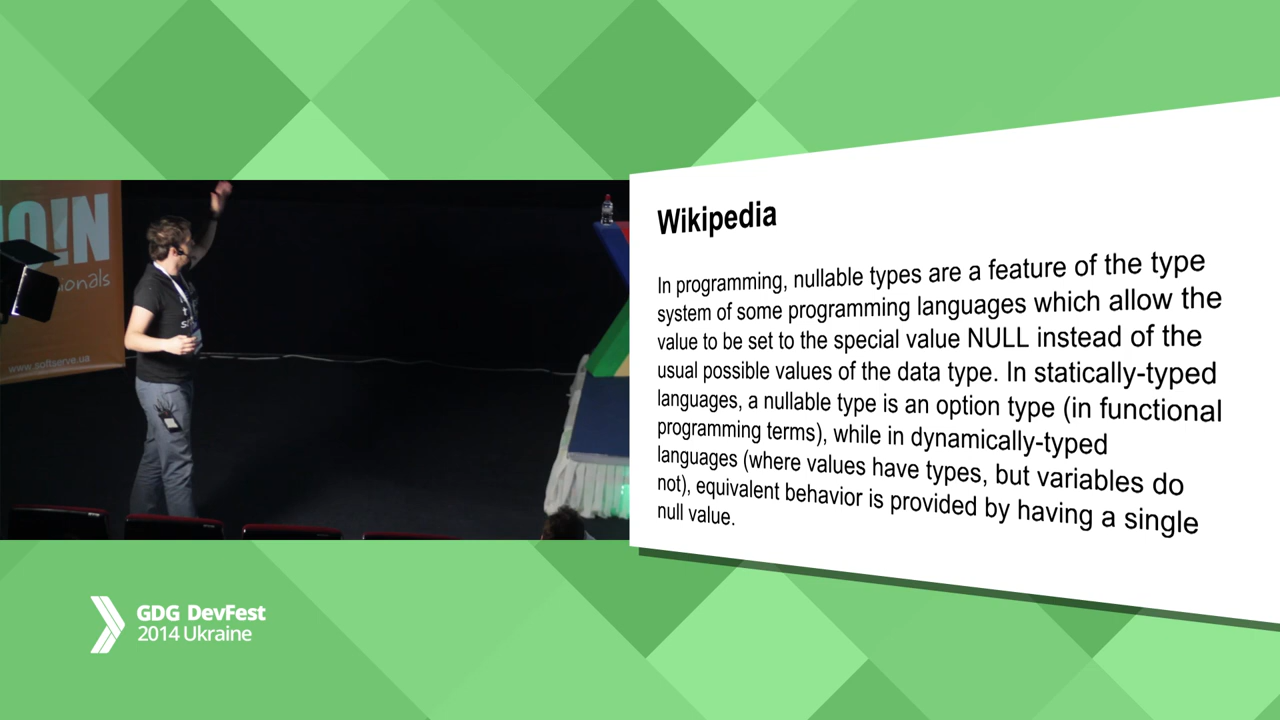 JO!N
ionals
www.softserve.ua
Wikipedia
In programming, nullable types are a feature of the type
system of some programming languages which allow the
value to be set to the special value NULL instead of the
usual possible values of the data type. In statically-typed
languages, a nullable type is an option type (in functional
programming terms), while in dynamically-typed
languages (where values have types, but variables do
not), equivalent behavior is provided by having a single
null value.
GDG DevFest
2014 Ukraine